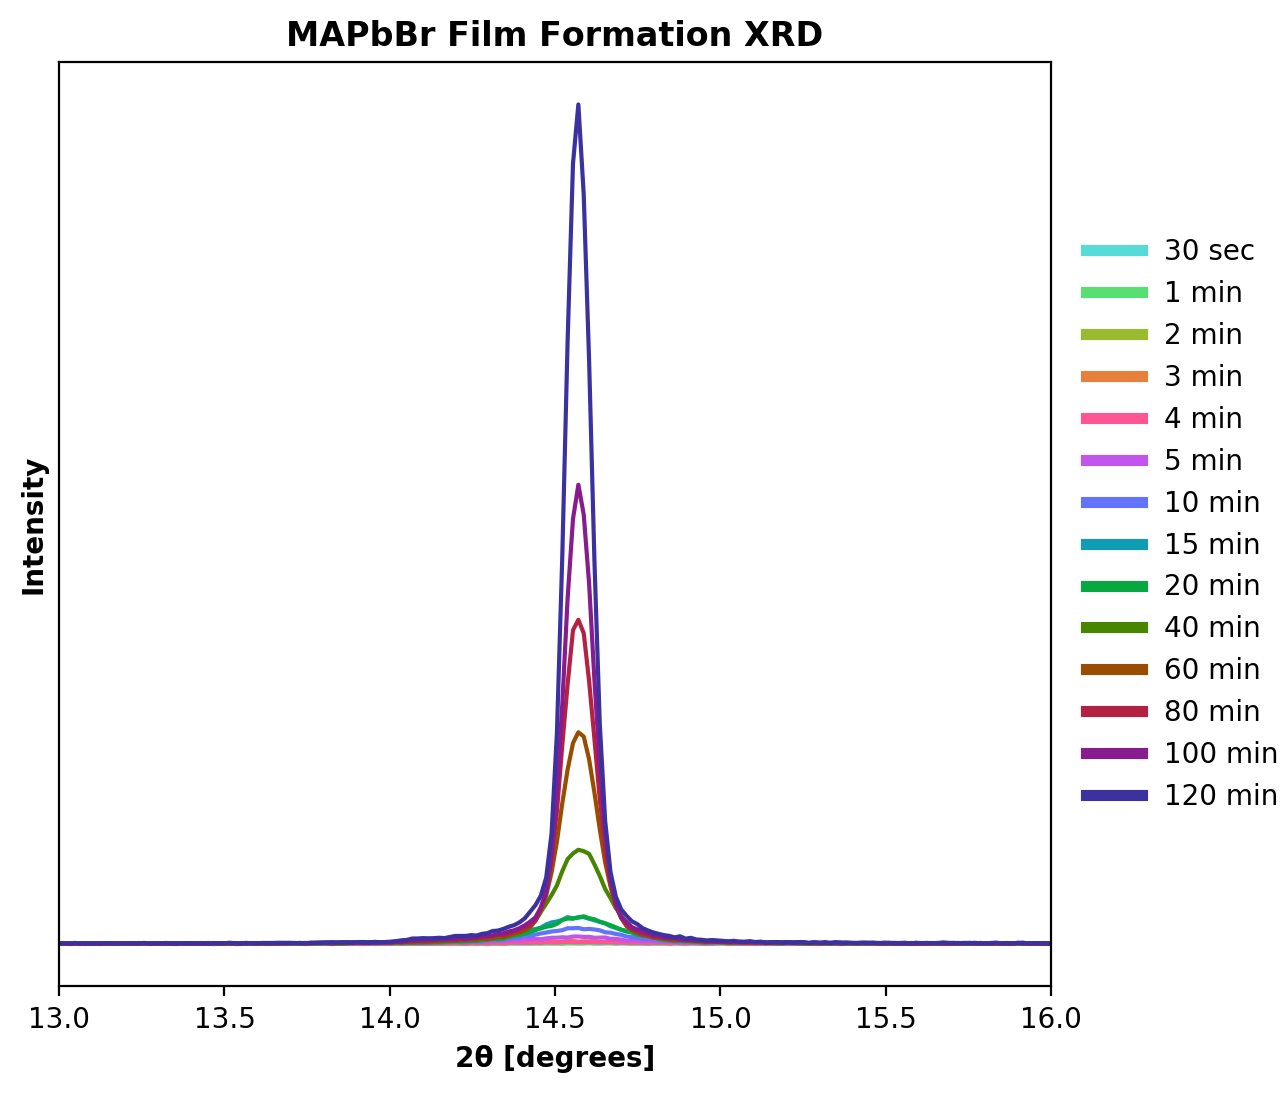 MAPbBr Film Formation XRD
Intensity
30 sec
1 min
2 min
3 min
4 min
5 min
10 min
15 min
20 min
40 min
60 min
80 min
100 min
120 min
13.0 13.5 14.0 14.5 15.0 15.5 16.0
2θ [degrees]